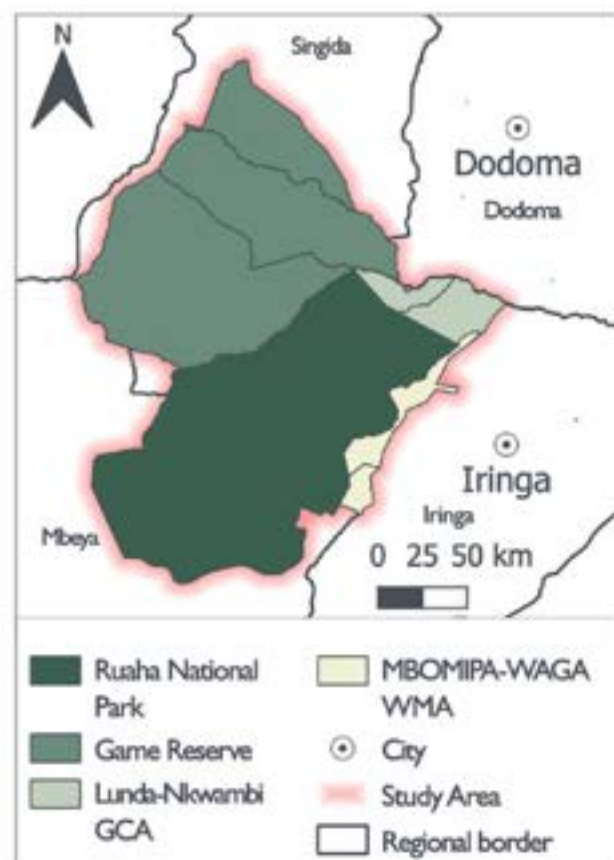 N
Singida
Dodoma
Dodoma
Iringa
Iringa
Mbeya
0 25 50 km
Ruaha National
Park
Game Reserve
Lunda-Nkwambi
GCA
MBOMIPA-WAGA
WMA
City
Study Area
Regional border